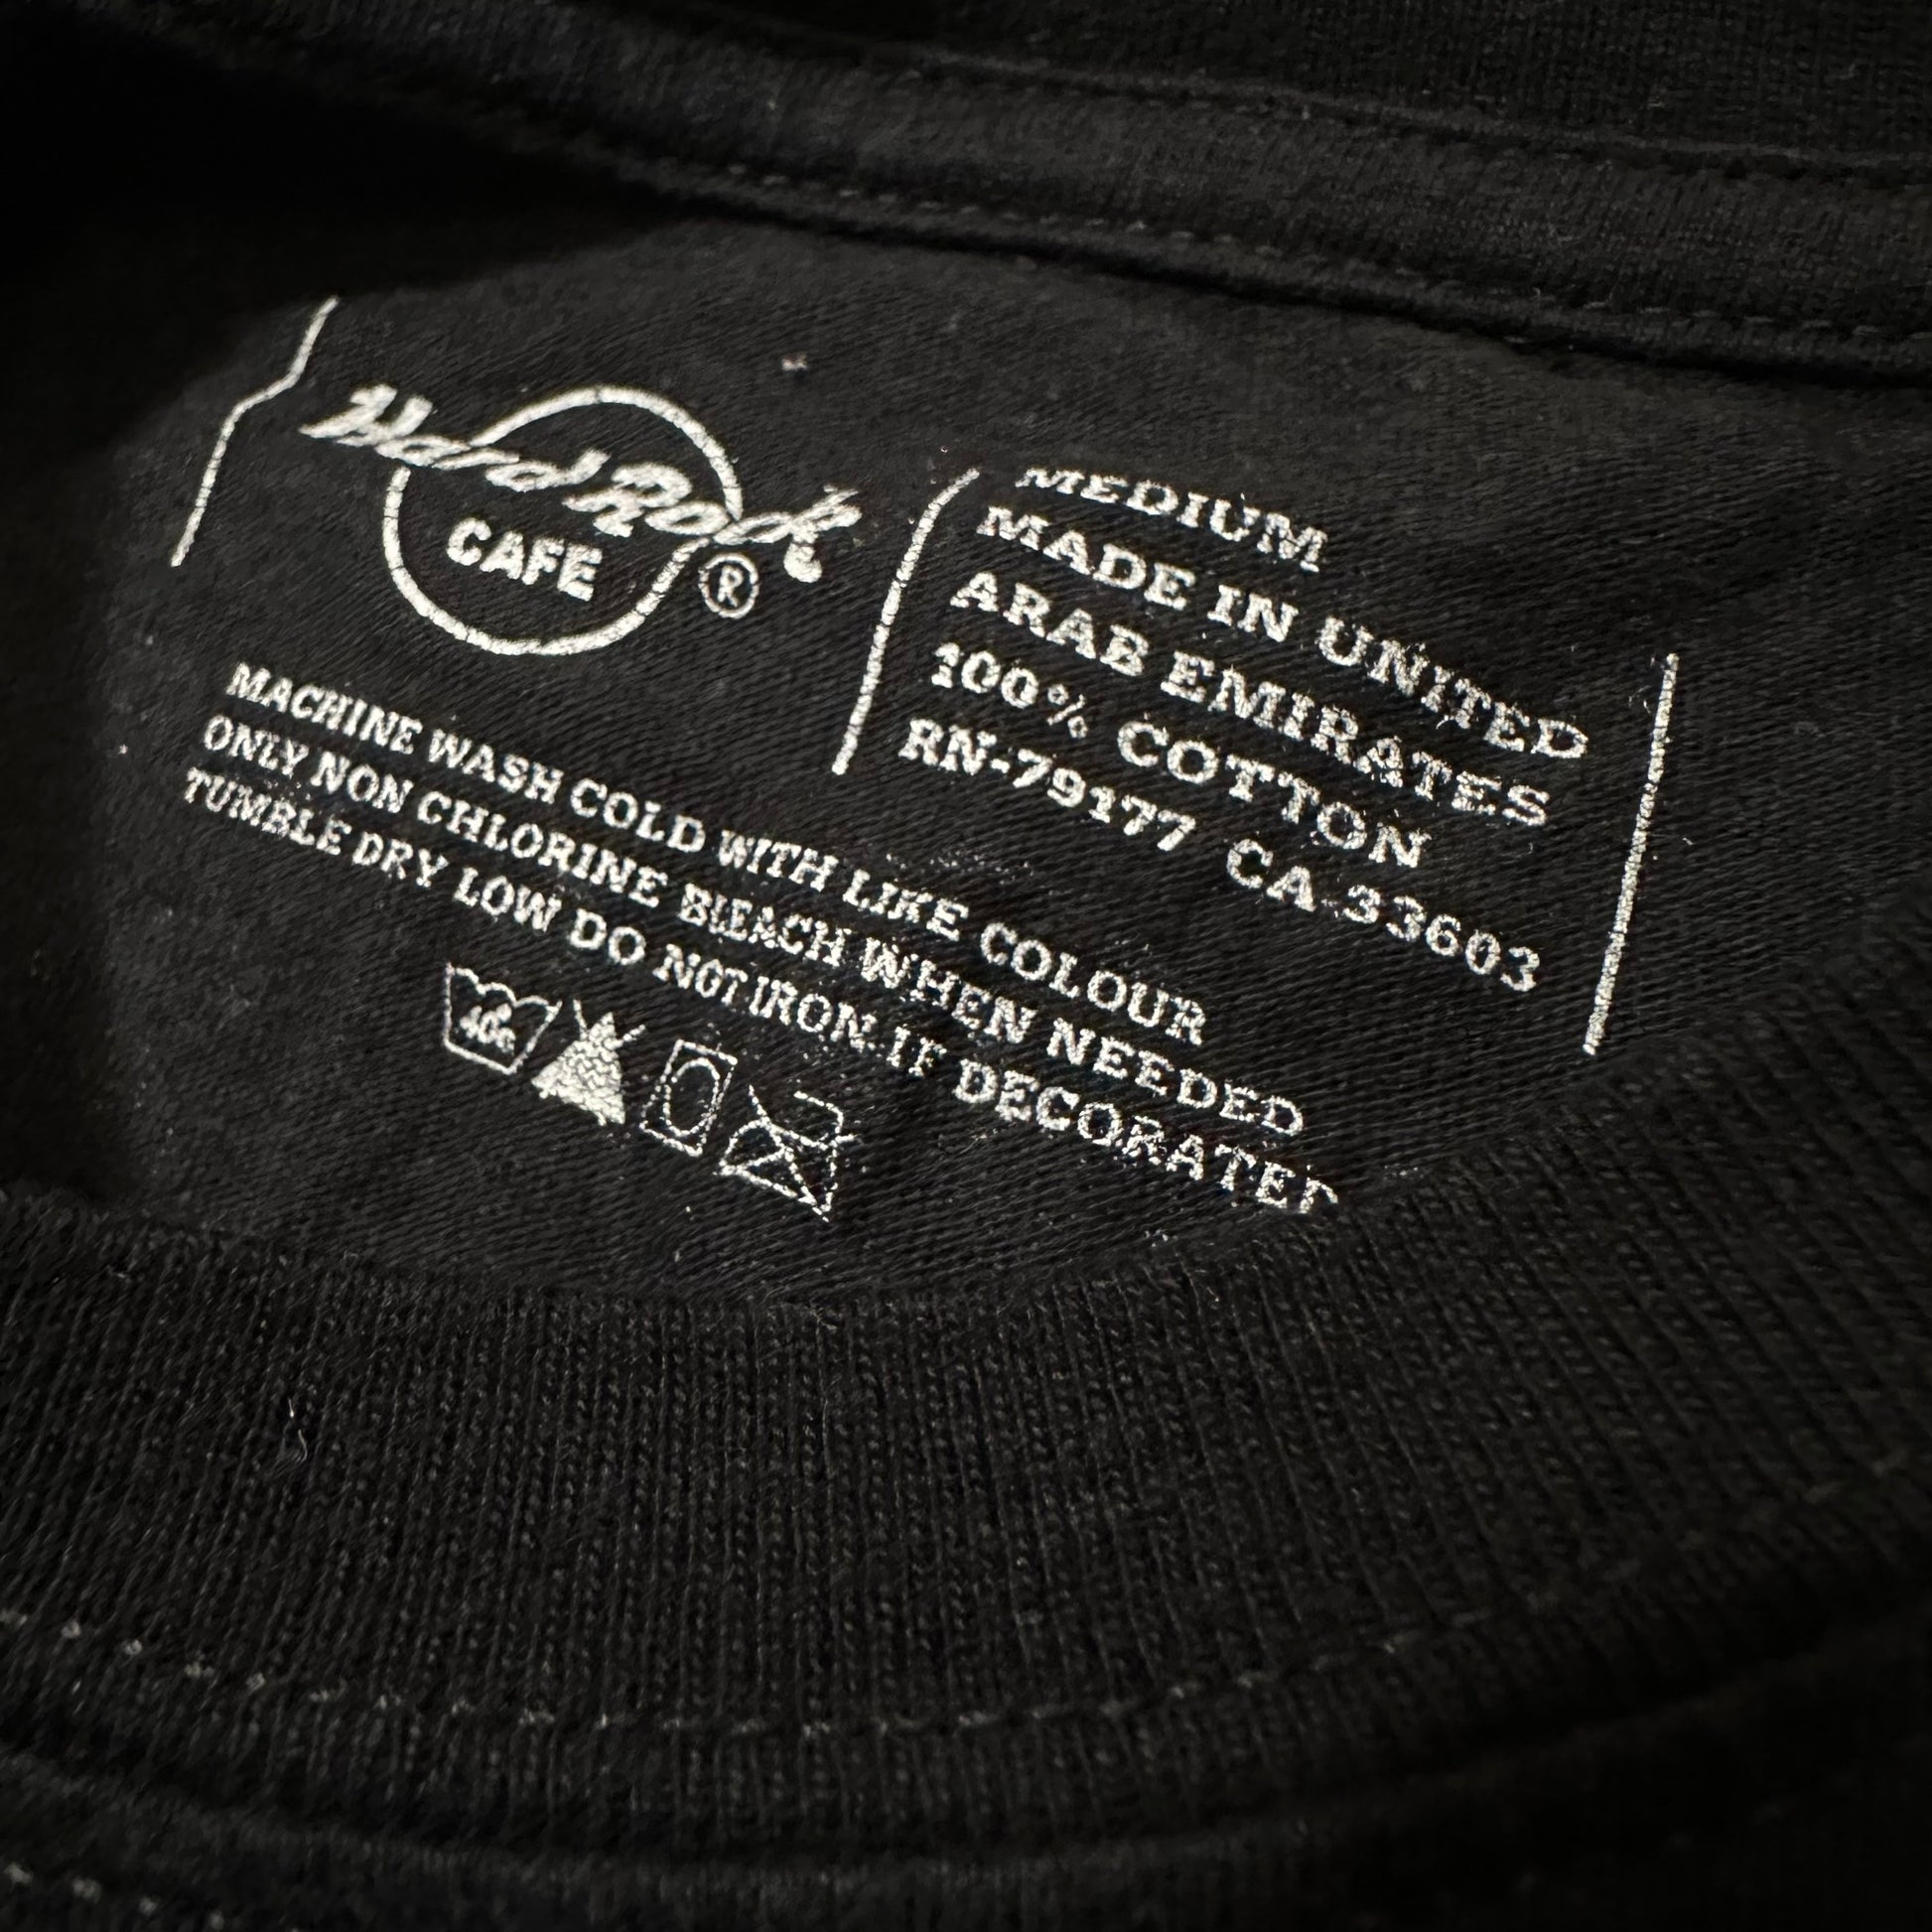 Hard Rock
CAFE
®
MEDIUM
MADE IN UNITED
ARAB EMIRATES
100% COTTON
RN-79177 CA 33603
MACHINE WASH COLD WITH LIKE COLOUR
ONLY NON CHLORINE BLEACH WHEN NEEDED
TUMBLE DRY LOW DO NOT IRON IF DECORATED